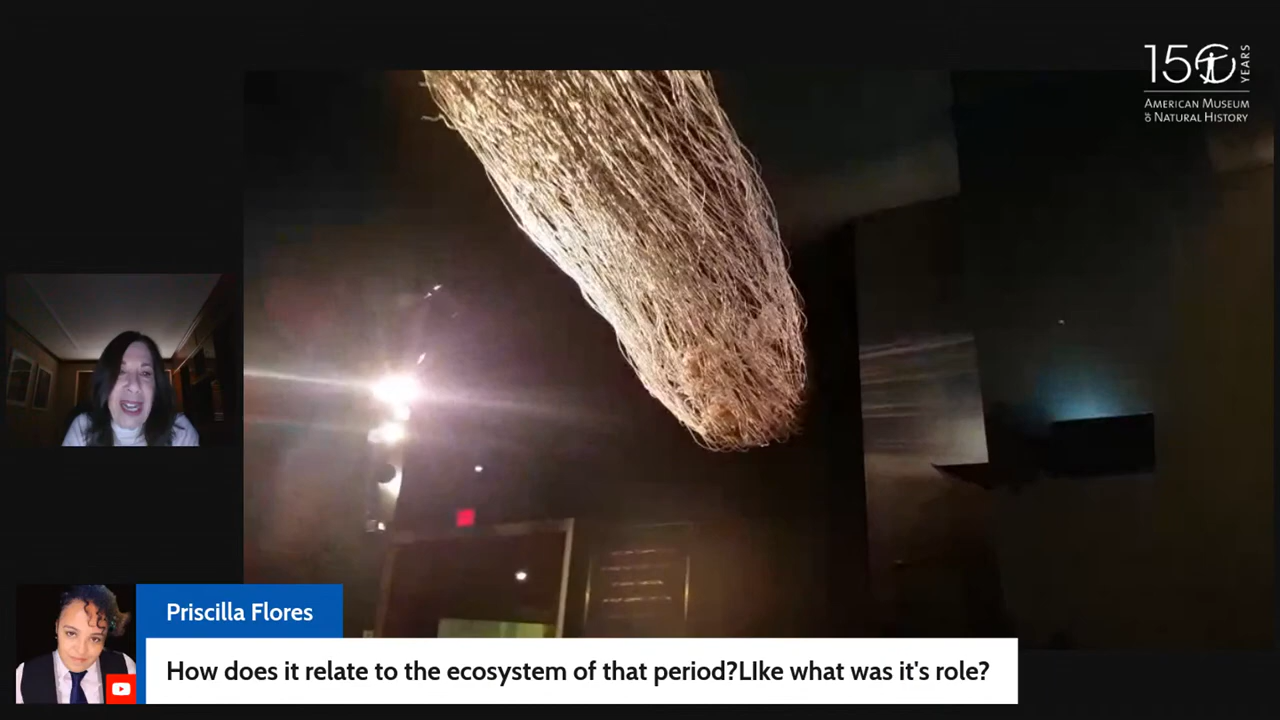 150 YEARS
AMERICAN MUSEUM
OF NATURAL HISTORY
Priscilla Flores
How does it relate to the ecosystem of that period?LIke what was it's role?